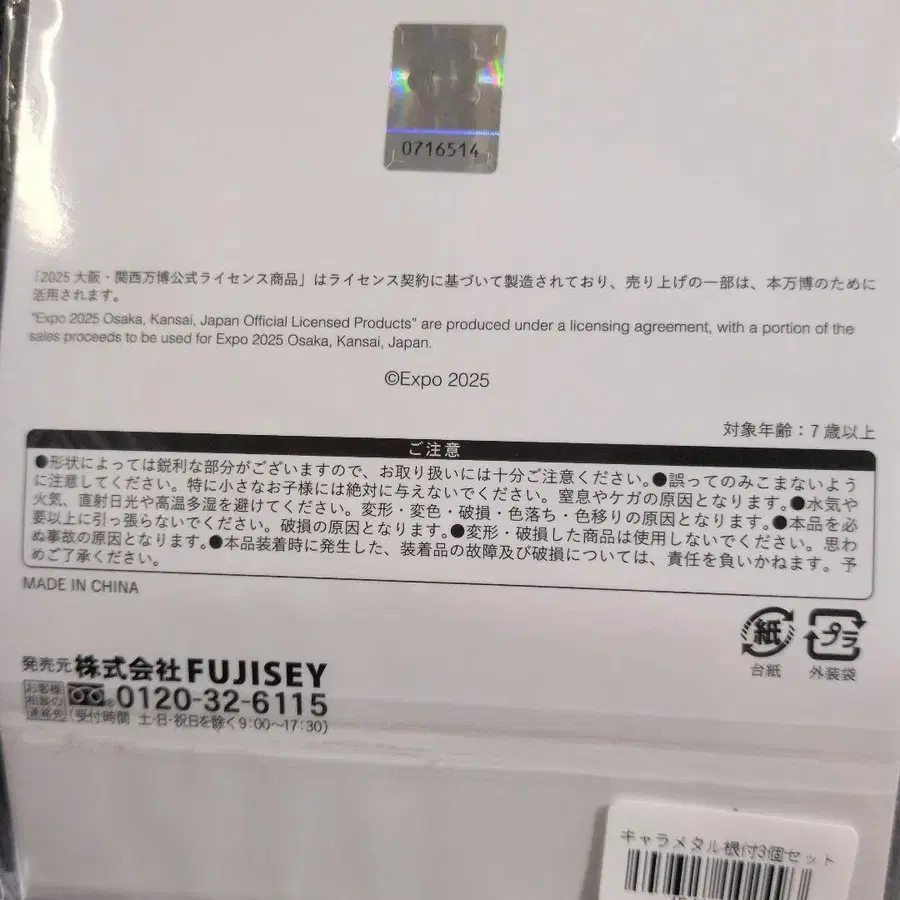 0716514
「2025 大阪・関西万博公式ライセンス商品」はライセンス契約に基づいて製造されており、売り上げの一部は、本万博のために
活用されます。
"Expo 2025 Osaka, Kansai, Japan Official Licensed Products" are produced under a licensing agreement, with a portion of the
sales proceeds to be used for Expo 2025 Osaka, Kansai, Japan.
©Expo 2025
対象年齢：7 歳以上
ご注意
●形状によっては鋭利な部分がございますので、お取り扱いには十分ご注意ください。●誤ってのみこまないよう
に注意してください。特に小さなお子様には絶対に与えないでください。窒息やケガの原因となります。●水気や
火気、直射日光や高温多湿を避けてください。変形・変色・破損・色落ち・色移りの原因となります。●本品を必
要以上に引っ張らないでください。破損の原因となります。●変形・破損した商品は使用しないでください。思わ
ぬ事故の原因となります。●本品装着時に発生した、装着品の故障及び破損については、責任を負いかねます。予
めご了承ください。
MADE IN CHINA
紙
プラ
台紙
外装袋
発売元 株式会社FUJISEY
お客様
相談の
連絡先
0120-32-6115
(受付時間 土・日・祝日を除く9:00〜17:30)
キャラメタル根付3個セット